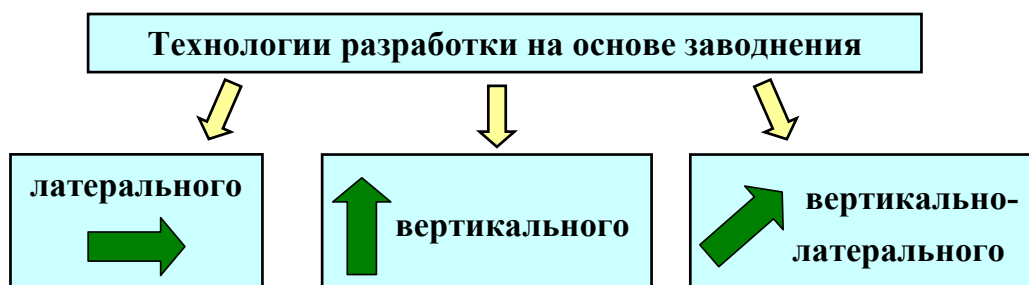 Технологии разработки на основе заводнения
латерального
вертикального
вертикально-
латерального